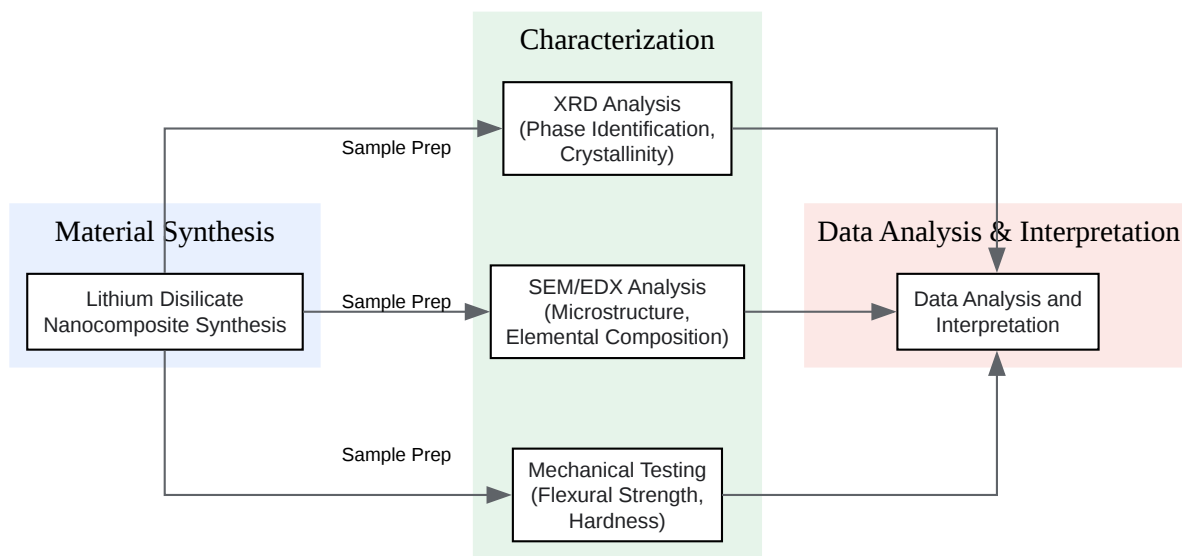 Characterization
XRD Analysis
(Phase Identification,
Crystallinity)
Sample Prep
Material Synthesis
Data Analysis & Interpretation
Lithium Disilicate
Nanocomposite Synthesis
Sample Prep
SEM/EDX Analysis
(Microstructure,
Elemental Composition)
Data Analysis and
Interpretation
Sample Prep
Mechanical Testing
(Flexural Strength,
Hardness)